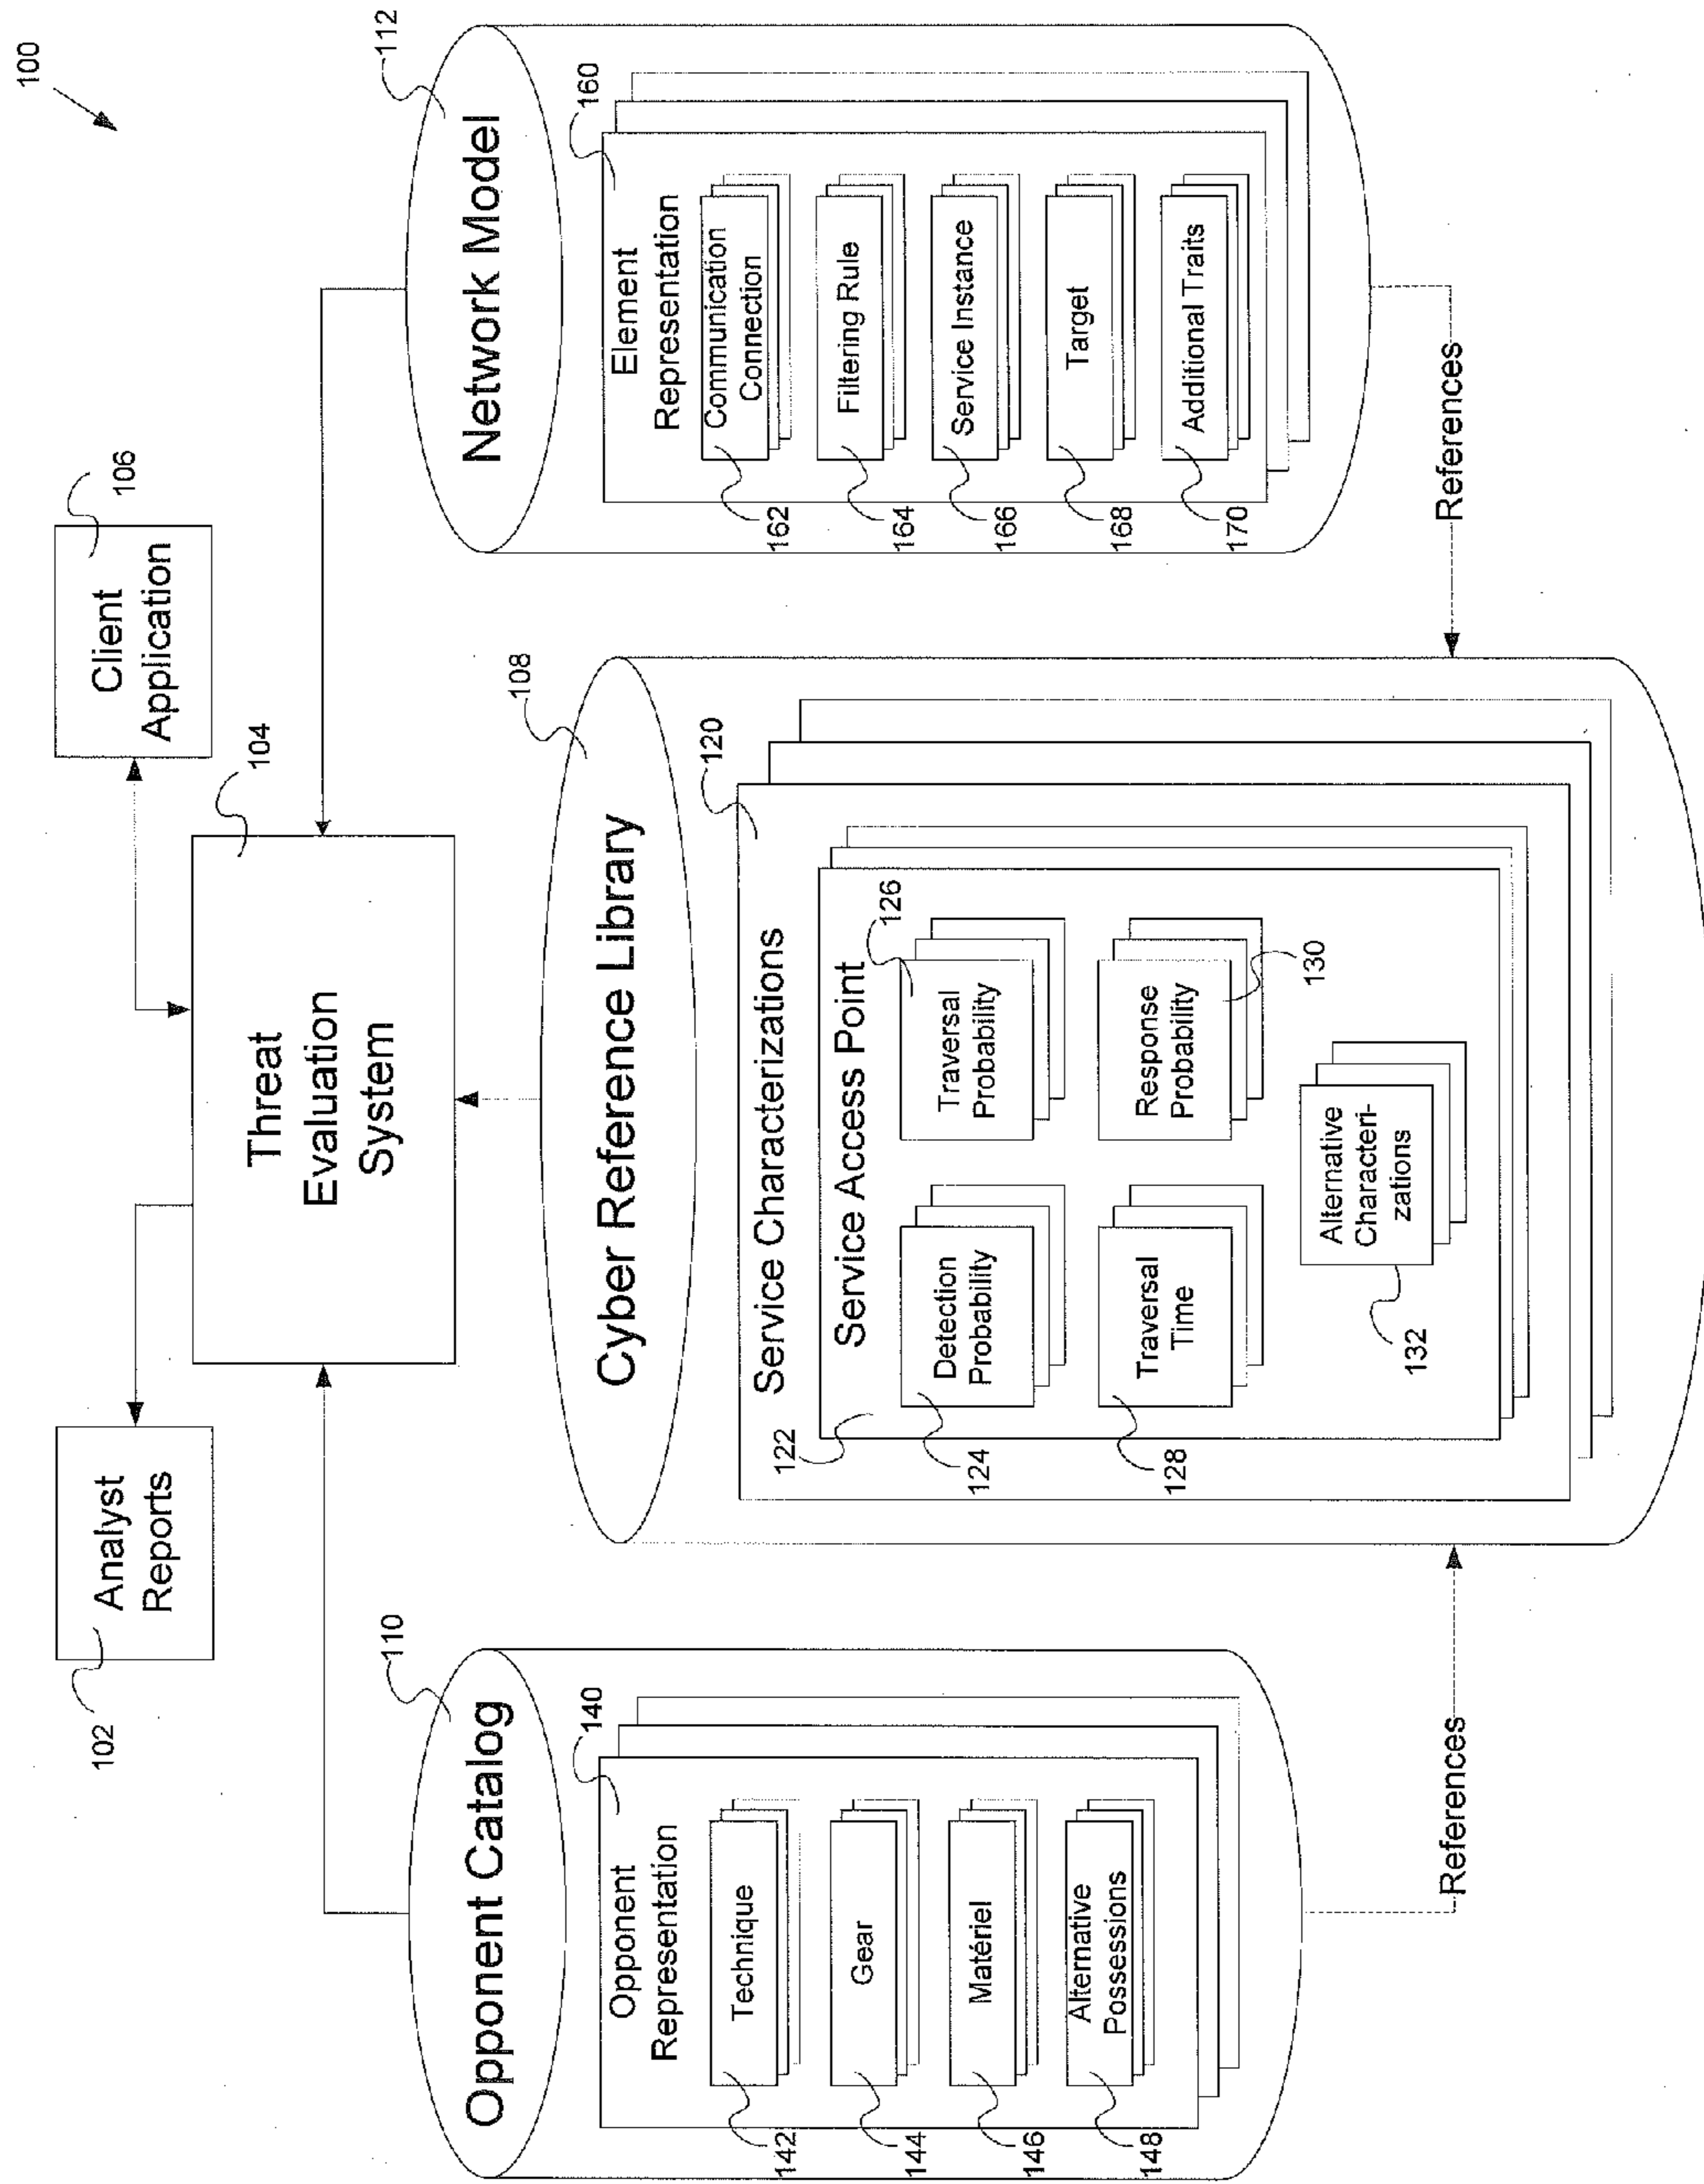 100
102
Analyst
Reports
Threat
Evaluation
System
104
Client
Application
106
110
Opponent Catalog
Opponent
Representation
140
Technique
142
Gear
144
Matériel
146
Alternative
Possessions
148
References
108
Cyber Reference Library
Service Characterizations
120
Service Access Point
122
Detection
Probability
124
Traversal
Probability
126
Traversal
Time
128
Response
Probability
130
Alternative
Characteri-
zations
132
112
Network Model
Element
Representation
160
Communication
Connection
162
Filtering Rule
164
Service Instance
166
Target
168
Additional Traits
170
References